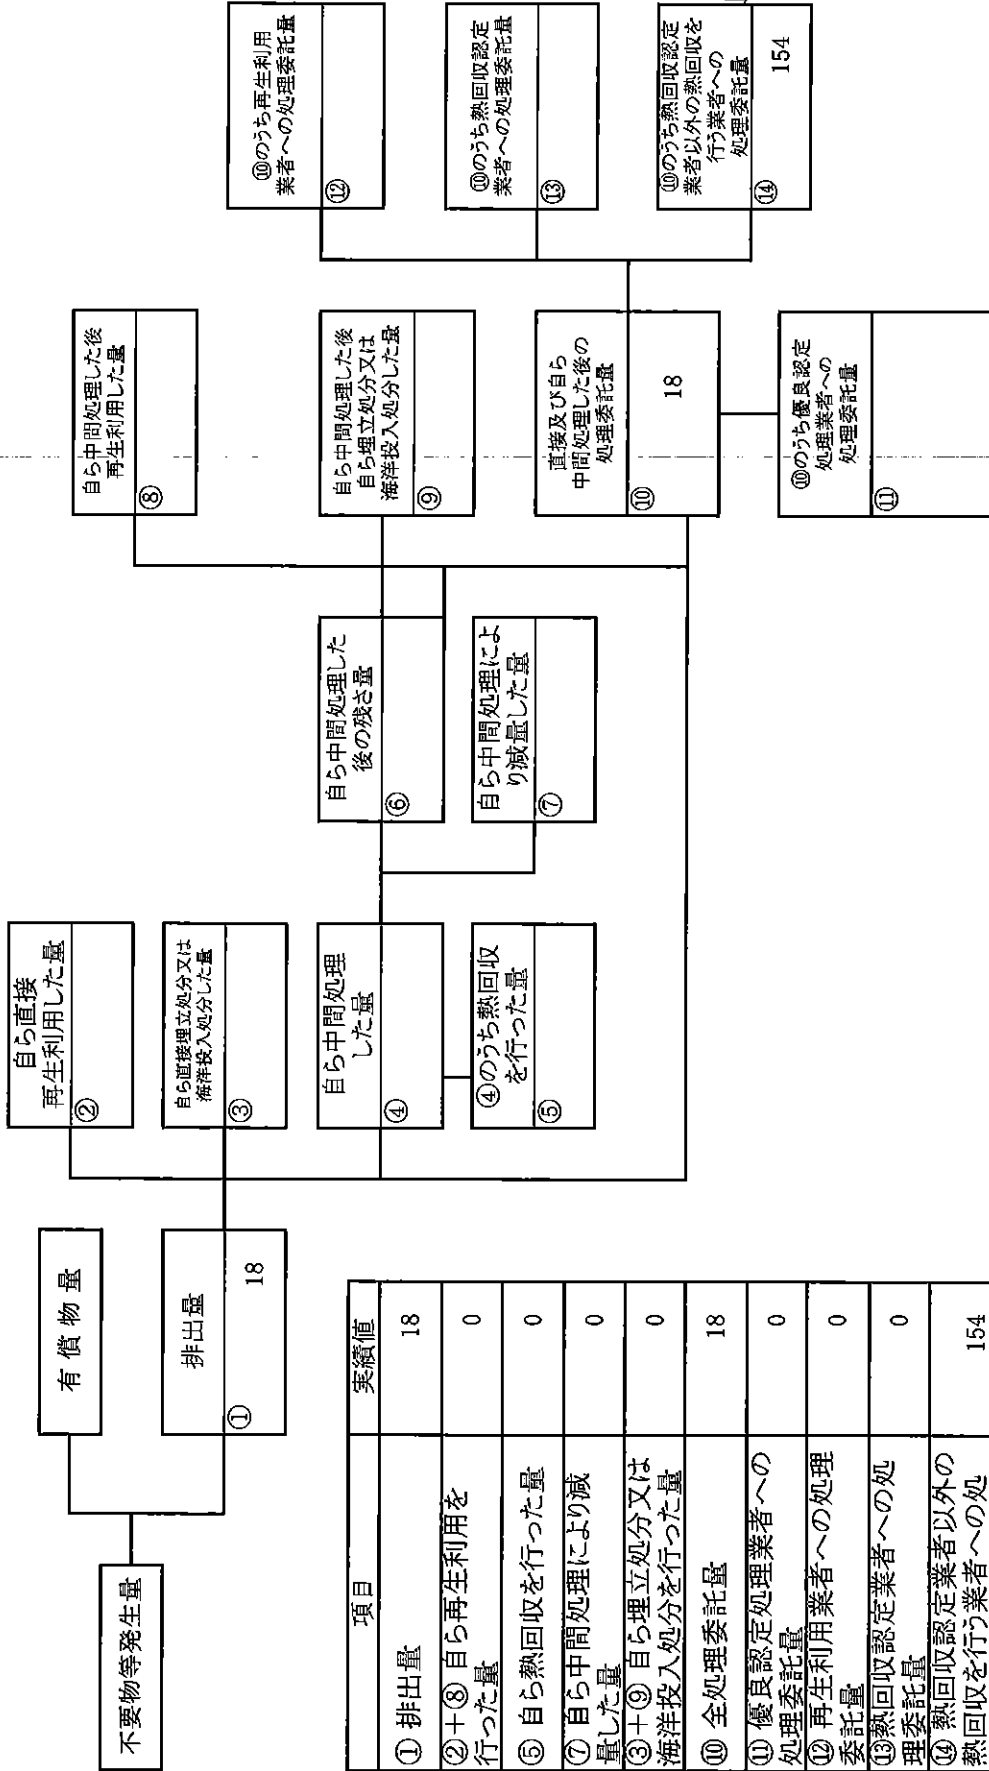 不要物等発生量
有償物量
排出量
①
18
自ら直接
再生利用した量
②
自ら直接埋立処分又は
海洋投入処分した量
③
自ら中間処理
した量
④
④のうち熱回収
を行った量
⑤
自ら中間処理した
後の残さ量
⑥
自ら中間処理によ
り減量した量
⑦
自ら中間処理した後
再生利用した量
⑧
自ら中間処理した後
自ら埋立処分又は
海洋投入処分した量
⑨
直接及び自ら
中間処理した後の
処理委託量
⑩
18
⑩のうち優良認定
処理業者への
処理委託量
⑪
⑩のうち再生利用
業者への処理委託量
⑫
⑩のうち熱回収認定
業者への処理委託量
⑬
⑩のうち熱回収認定
業者以外の熱回収を
行う業者への
処理委託量
⑭
154
項目 実績値
①排出量 18
②+⑧ 自ら再生利用を
行った量 0
⑤ 自ら熱回収を行った量 0
⑦ 自ら中間処理により減
量した量 0
③+⑨ 自ら埋立処分又は
海洋投入処分を行った量 0
⑩ 全処理委託量 18
⑪ 優良認定処理業者への
処理委託量 0
⑫ 再生利用業者への処理
委託量 0
⑬熱回収認定業者への処
理委託量 0
⑭ 熱回収認定業者以外の
熱回収を行う業者への処 154